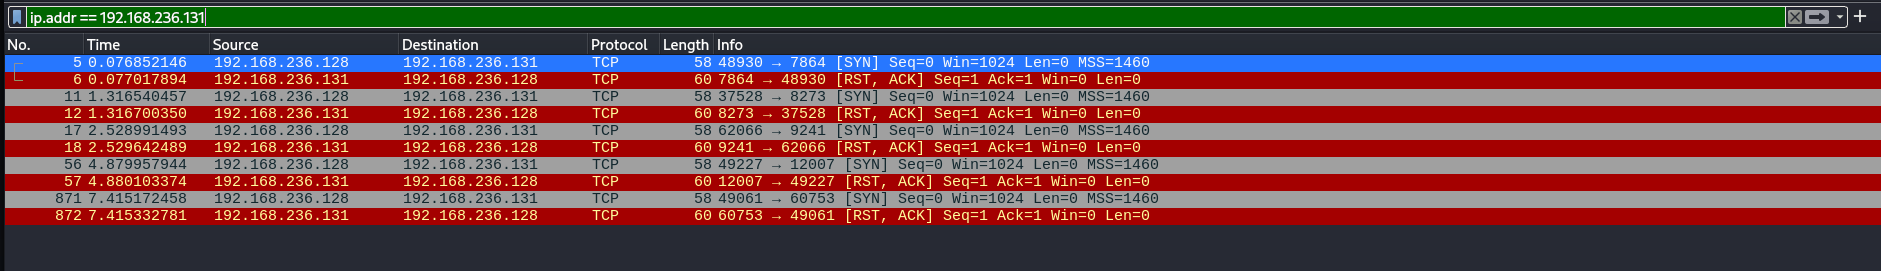 ip.addr == 192.168.236.131
No. Time Source Destination Protocol Length Info
5 0.076852146 192.168.236.128 192.168.236.131 TCP 58 48930 → 7864 [SYN] Seq=0 Win=1024 Len=0 MSS=1460
6 0.077017894 192.168.236.131 192.168.236.128 TCP 60 7864 → 48930 [RST, ACK] Seq=1 Ack=1 Win=0 Len=0
11 1.316540457 192.168.236.128 192.168.236.131 TCP 58 37528 → 8273 [SYN] Seq=0 Win=1024 Len=0 MSS=1460
12 1.316700350 192.168.236.131 192.168.236.128 TCP 60 8273 → 37528 [RST, ACK] Seq=1 Ack=1 Win=0 Len=0
17 2.528991493 192.168.236.128 192.168.236.131 TCP 58 62066 → 9241 [SYN] Seq=0 Win=1024 Len=0 MSS=1460
18 2.529642489 192.168.236.131 192.168.236.128 TCP 60 9241 → 62066 [RST, ACK] Seq=1 Ack=1 Win=0 Len=0
56 4.879957944 192.168.236.128 192.168.236.131 TCP 58 49227 → 12007 [SYN] Seq=0 Win=1024 Len=0 MSS=1460
57 4.880103374 192.168.236.131 192.168.236.128 TCP 60 12007 → 49227 [RST, ACK] Seq=1 Ack=1 Win=0 Len=0
871 7.415172458 192.168.236.128 192.168.236.131 TCP 58 49061 → 60753 [SYN] Seq=0 Win=1024 Len=0 MSS=1460
872 7.415332781 192.168.236.131 192.168.236.128 TCP 60 60753 → 49061 [RST, ACK] Seq=1 Ack=1 Win=0 Len=0